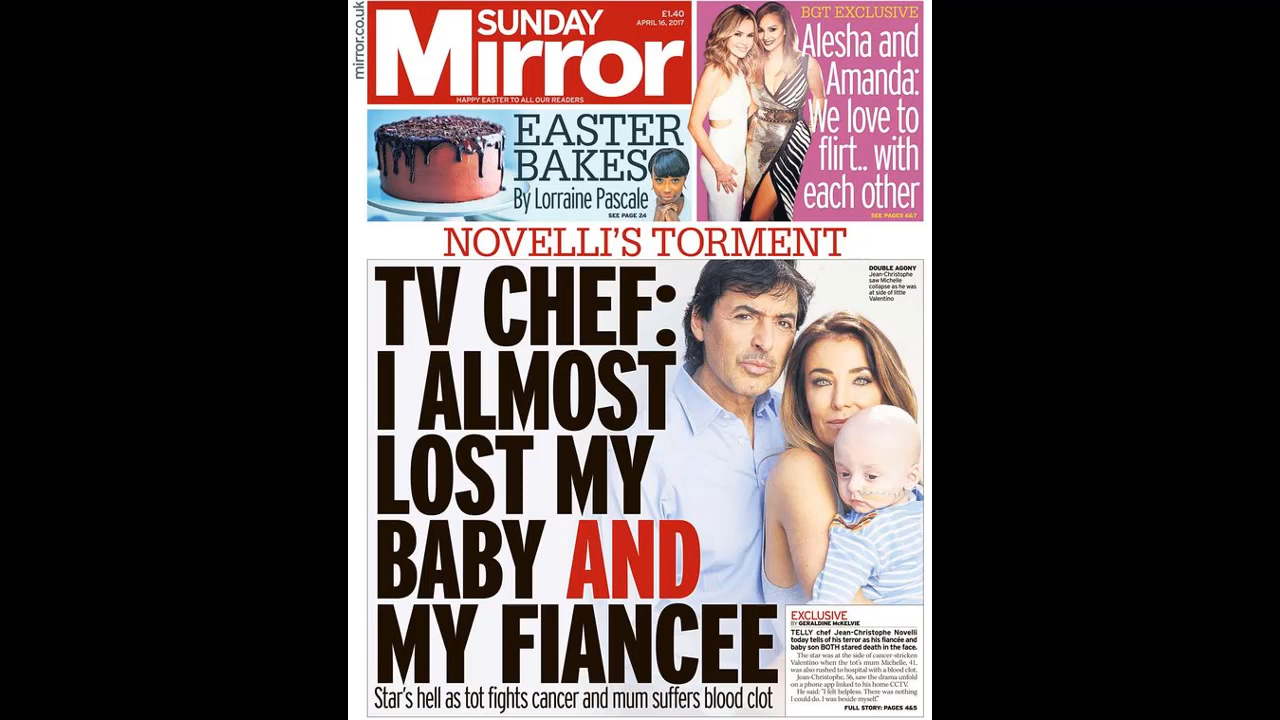 mirror.co.uk
SUNDAY
Mirror
£1.40
APRIL 16, 2017
HAPPY EASTER TO ALL OUR READERS
EASTER
BAKES
By Lorraine Pascale
SEE PAGE 24
BGT EXCLUSIVE
Alesha and
Amanda:
We love to
flirt.. with
each other
SEE PAGES 6&7
NOVELLI'S TORMENT
TV CHEF:
I ALMOST
LOST MY
BABY AND
MY FIANCEE
Star's hell as tot fights cancer and mum suffers blood clot
DOUBLE AGONY
Jean-Christophe
saw Michelle
collapse as he was
at side of little
Valentino
EXCLUSIVE
BY GERALDINE McKELVIE
TELLY chef Jean-Christophe Novelli
today tells of his terror as his fiancée and
baby son BOTH stared death in the face.
The star was at the side of cancer-stricken
Valentino when the tot's mum Michelle, 41,
was also rushed to hospital with a blood clot.
Jean-Christophe, 56, saw the drama unfold
on a phone app linked to his home CCTV.
He said: "I felt helpless. There was nothing
I could do. I was beside myself."
FULL STORY: PAGES 4&5